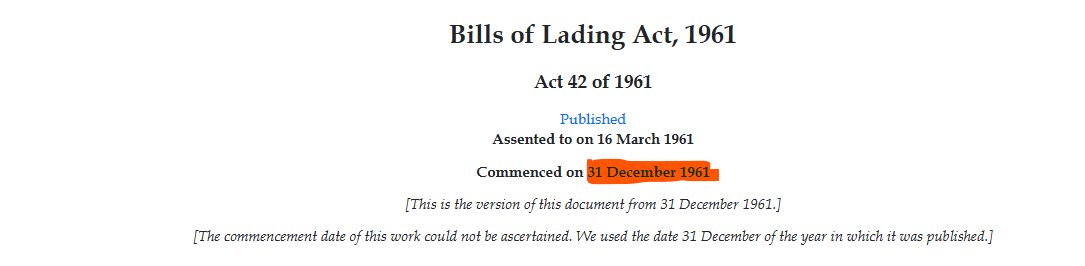 Bills of Lading Act, 1961
Act 42 of 1961
Published
Assented to on 16 March 1961
Commenced on 31 December 1961
[This is the version of this document from 31 December 1961.]
[The commencement date of this work could not be ascertained. We used the date 31 December of the year in which it was published.]